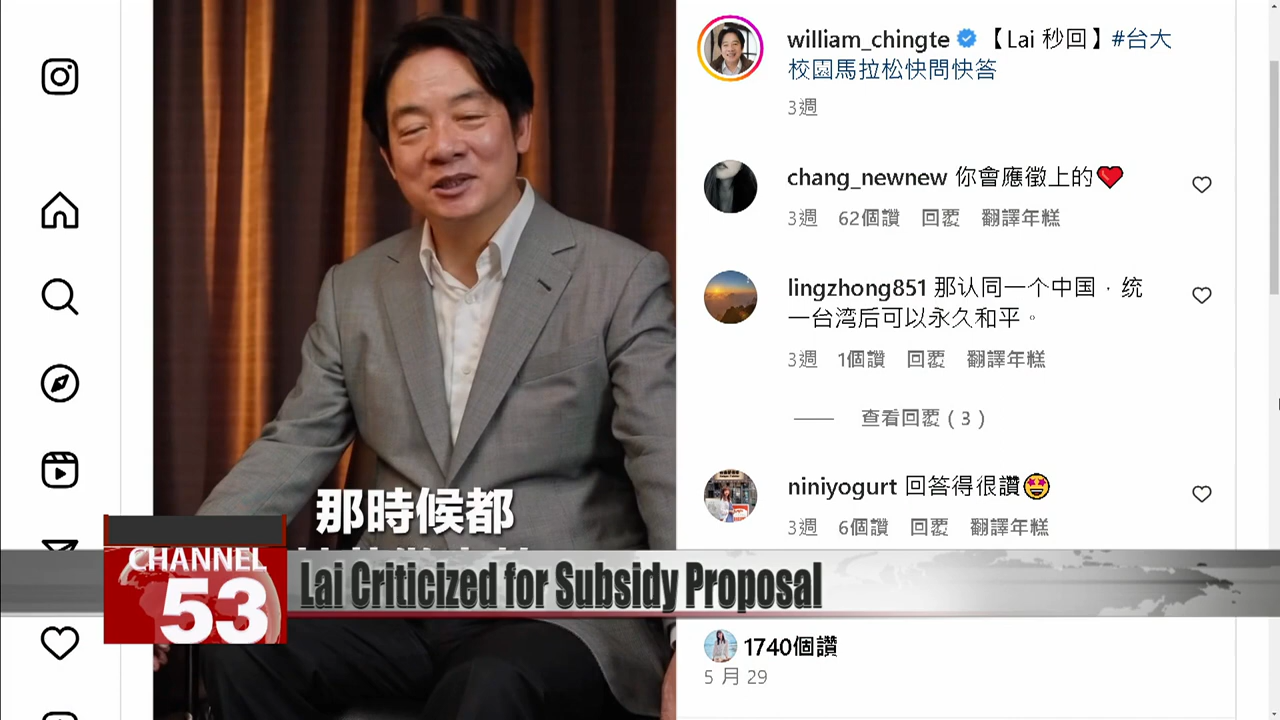 william_chingte 【Lai 秒回】#台大
校園馬拉松快問快答
3週
chang_newnew 你會應徵上的❤️
3週 62個讚 回覆 翻譯年糕
lingzhong851 那认同一个中国，统
一台湾后可以永久和平。
3週 1個讚 回覆 翻譯年糕
查看回覆（3）
niniyogurt 回答得很讚🤩
3週 6個讚 回覆 翻譯年糕
那時候都
CHANNEL
53
Lai Criticized for Subsidy Proposal
1740個讚
5 月 29